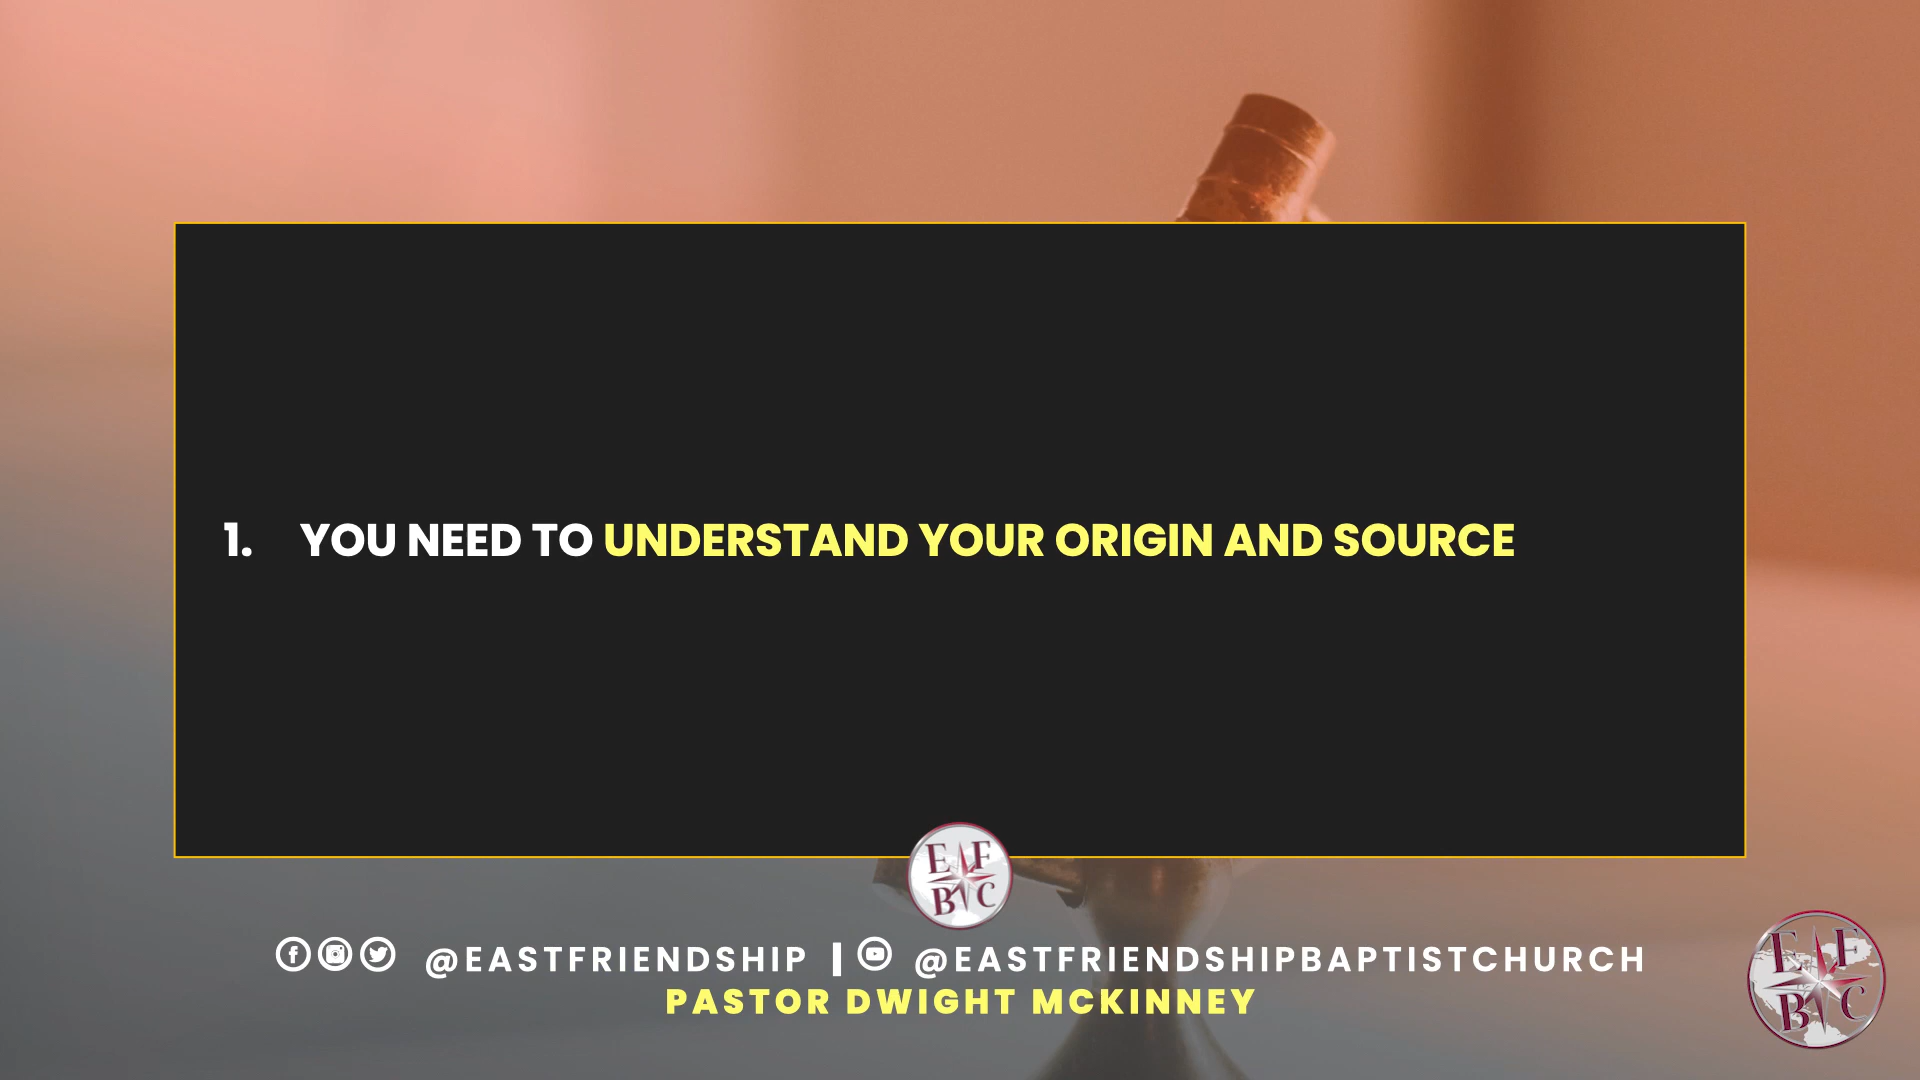 1. YOU NEED TO UNDERSTAND YOUR ORIGIN AND SOURCE
E F
B C
@EASTFRIENDSHIP | @EASTFRIENDSHIPBAPTISTCHURCH
PASTOR DWIGHT MCKINNEY
E F
B C